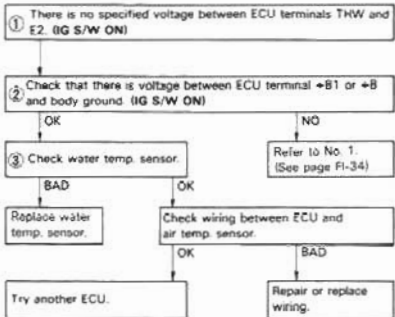 ① There is no specified voltage between ECU terminals THW and
E2. (IG S/W ON)
② Check that there is voltage between ECU terminal +B1 or +B
and body ground. (IG S/W ON)
OK
NO
③ Check water temp. sensor.
Refer to No. 1.
(See page FI-34)
BAD
OK
Replace water
temp. sensor.
Check wiring between ECU and
air temp. sensor.
OK
BAD
Try another ECU.
Repair or replace
wiring.